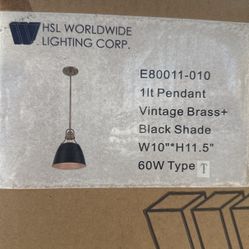 HSL WORLDWIDE
LIGHTING CORP.
E80011-010
1lt Pendant
Vintage Brass+
Black Shade
W10"*H11.5"
60W Type T